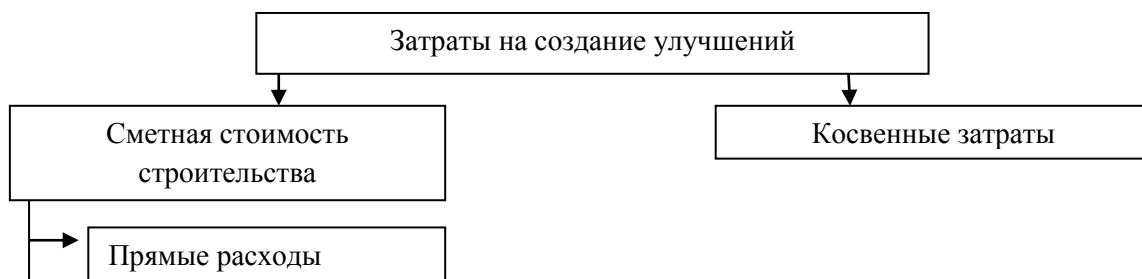 Затраты на создание улучшений
Сметная стоимость
строительства
Косвенные затраты
Прямые расходы